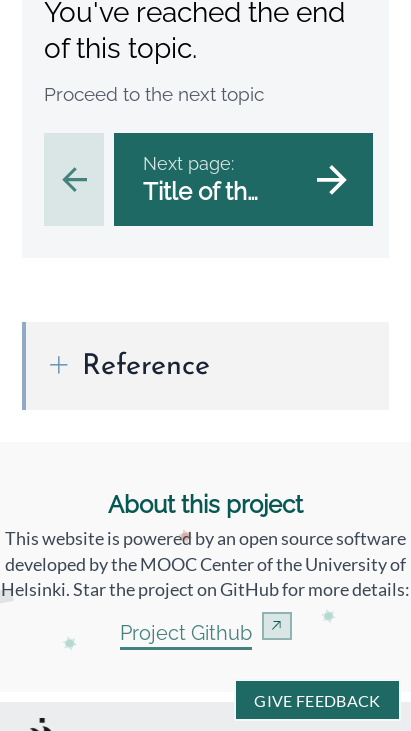 You've reached the end
of this topic.
Proceed to the next topic
Next page:
Title of th...
Reference
About this project
This website is powered by an open source software
developed by the MOOC Center of the University of
Helsinki. Star the project on GitHub for more details:
Project Github
GIVE FEEDBACK